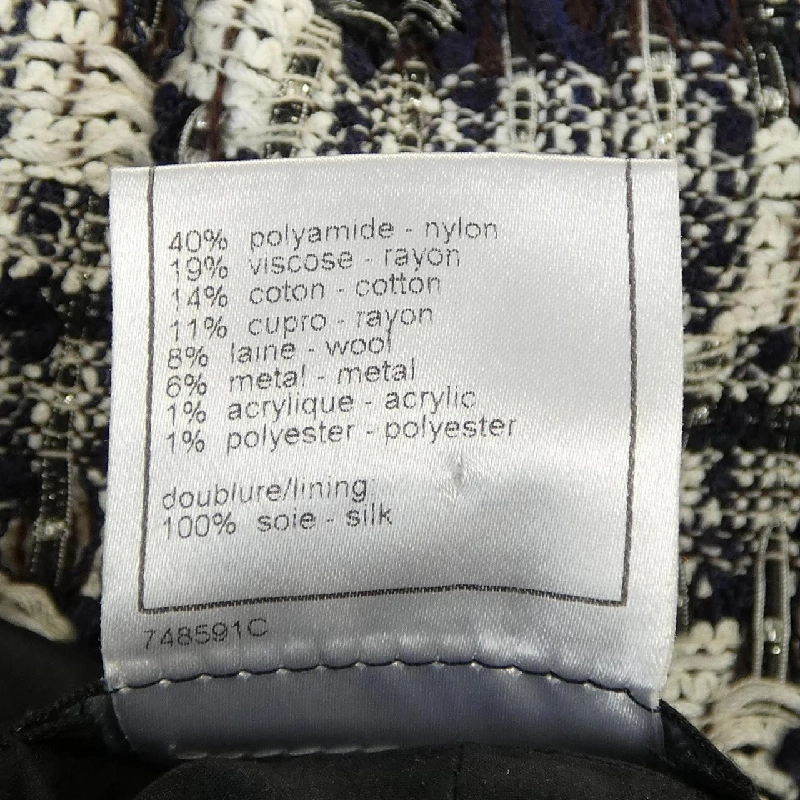 40% polyamide - nylon
19% viscose - rayon
14% coton - cotton
11% cupro - rayon
8% laine - wool
6% metal - metal
1% acrylique - acrylic
1% polyester - polyester
doublure/lining
100% soie - silk
748591C